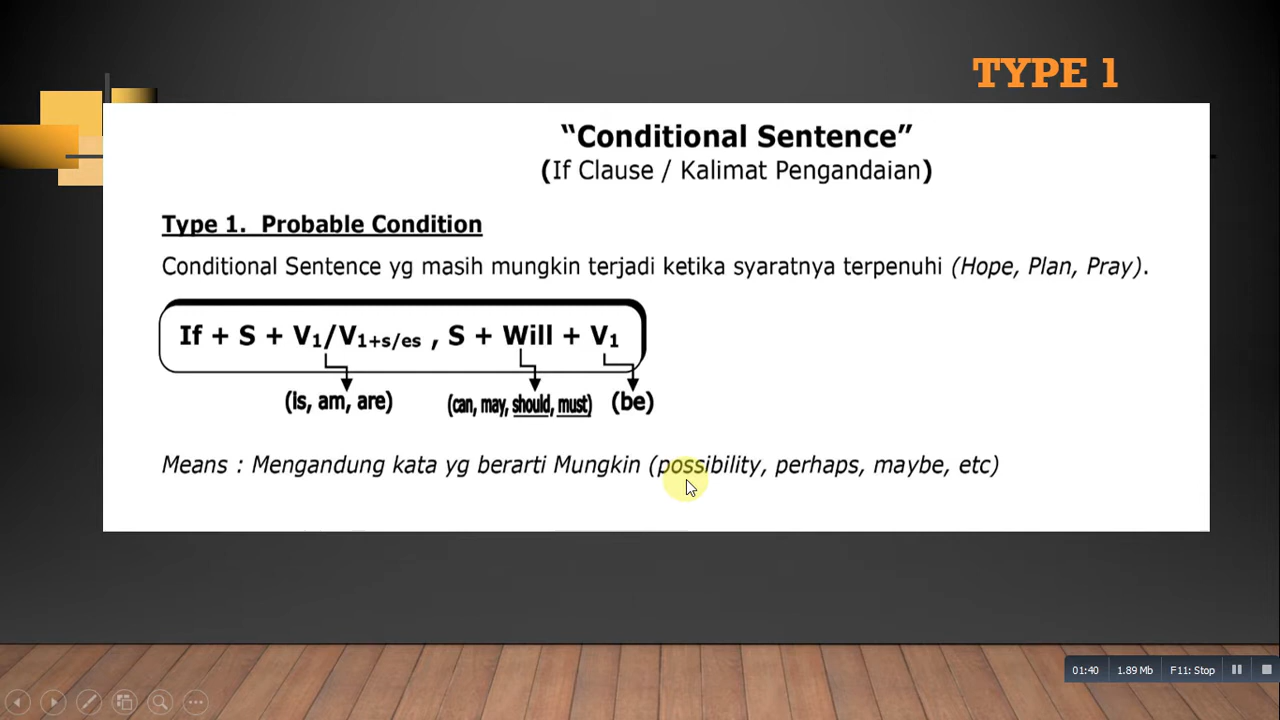 TYPE 1
“Conditional Sentence”
(If Clause / Kalimat Pengandaian)
Type 1. Probable Condition
Conditional Sentence yg masih mungkin terjadi ketika syaratnya terpenuhi (Hope, Plan, Pray).
If + S + V1/V1+s/es , S + Will + V1
(is, am, are) (can, may, should, must) (be)
Means : Mengandung kata yg berarti Mungkin (possibility, perhaps, maybe, etc)
01:40 1.89 Mb F11: Stop